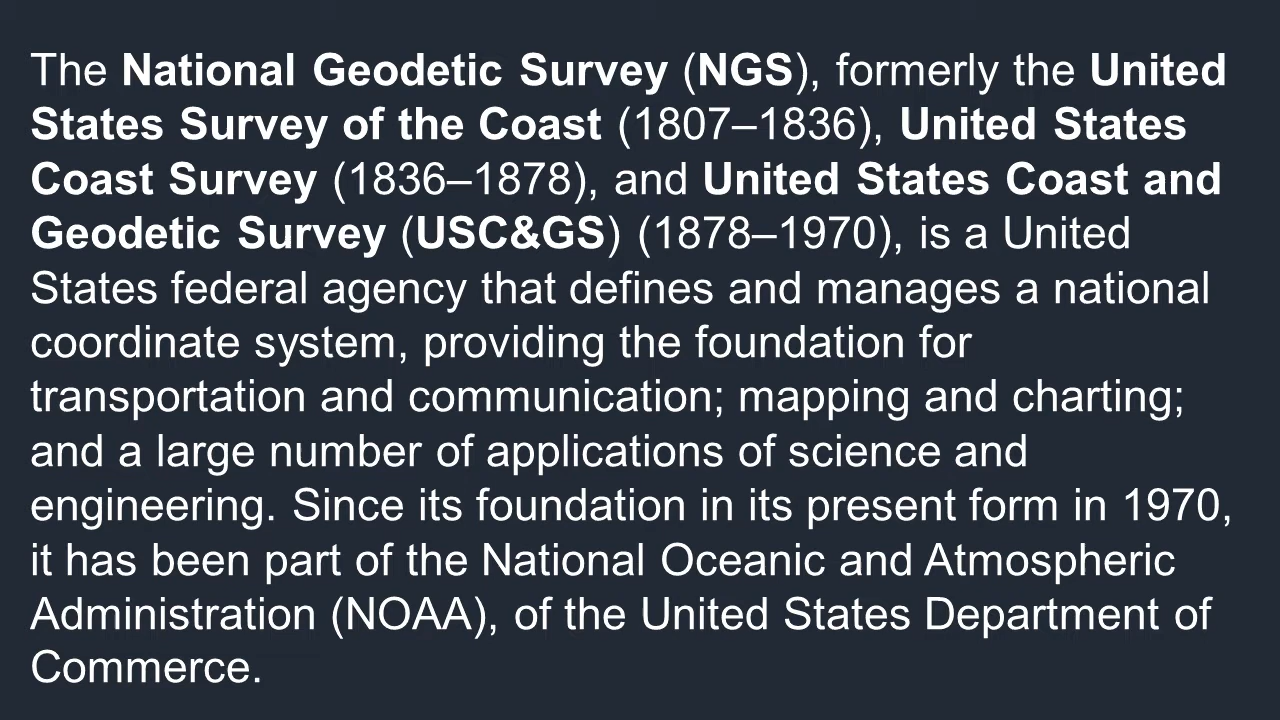 The National Geodetic Survey (NGS), formerly the United
States Survey of the Coast (1807–1836), United States
Coast Survey (1836–1878), and United States Coast and
Geodetic Survey (USC&GS) (1878–1970), is a United
States federal agency that defines and manages a national
coordinate system, providing the foundation for
transportation and communication; mapping and charting;
and a large number of applications of science and
engineering. Since its foundation in its present form in 1970,
it has been part of the National Oceanic and Atmospheric
Administration (NOAA), of the United States Department of
Commerce.